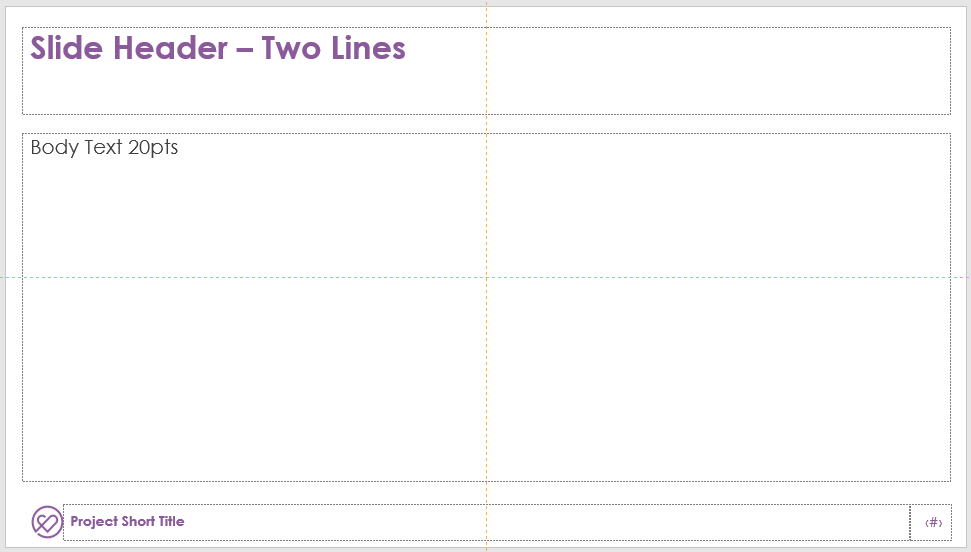 Slide Header – Two Lines
Body Text 20pts
Project Short Title
‹#›